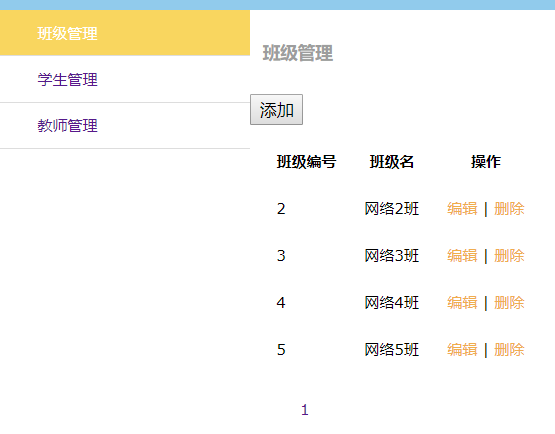 班级管理
学生管理
教师管理
班级管理
添加
班级编号 班级名 操作
2 网络2班 编辑 | 删除
3 网络3班 编辑 | 删除
4 网络4班 编辑 | 删除
5 网络5班 编辑 | 删除
1